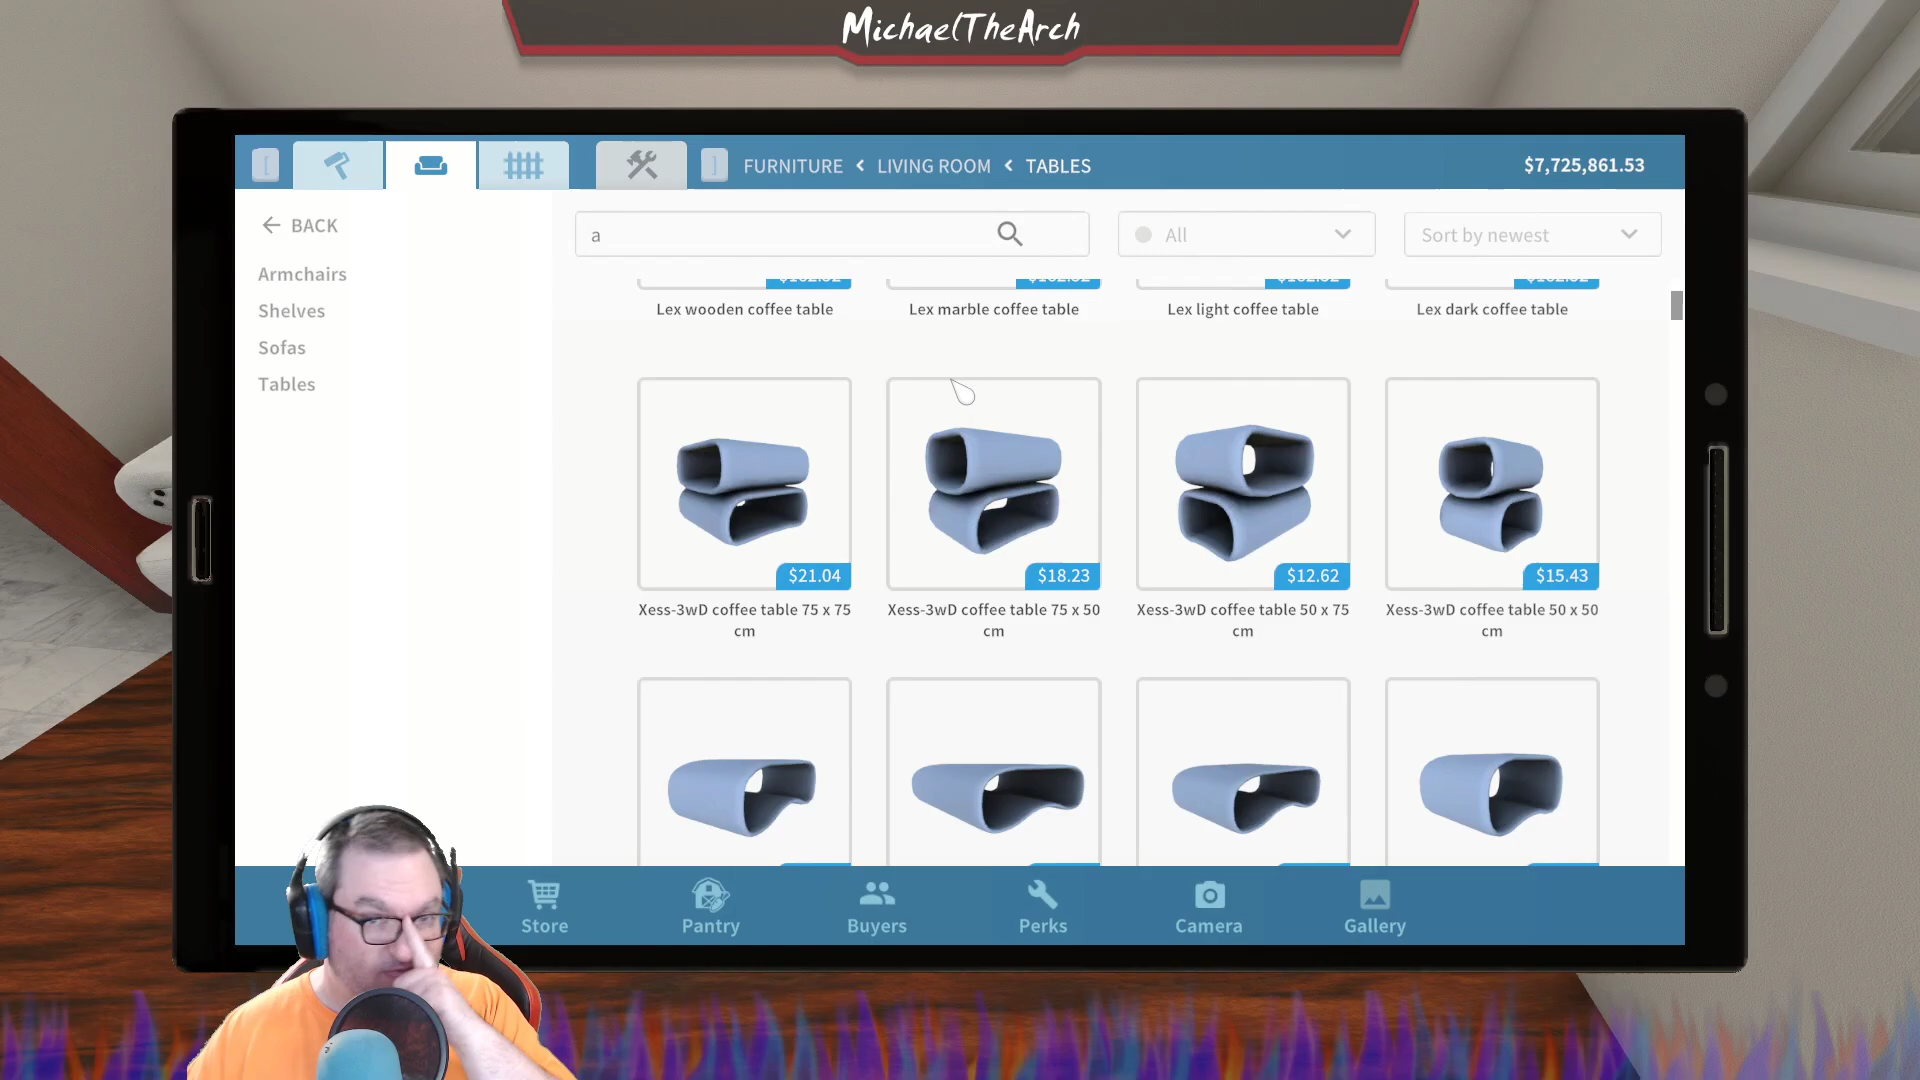 Michael(TheArch
[
]
FURNITURE < LIVING ROOM < TABLES
$7,725,861.53
BACK
Armchairs
Shelves
Sofas
Tables
a
All
Sort by newest
Lex wooden coffee table
Lex marble coffee table
Lex light coffee table
Lex dark coffee table
$21.04
$18.23
$12.62
$15.43
Xess-3wD coffee table 75 x 75
cm
Xess-3wD coffee table 75 x 50
cm
Xess-3wD coffee table 50 x 75
cm
Xess-3wD coffee table 50 x 50
cm
Store
Pantry
Buyers
Perks
Camera
Gallery